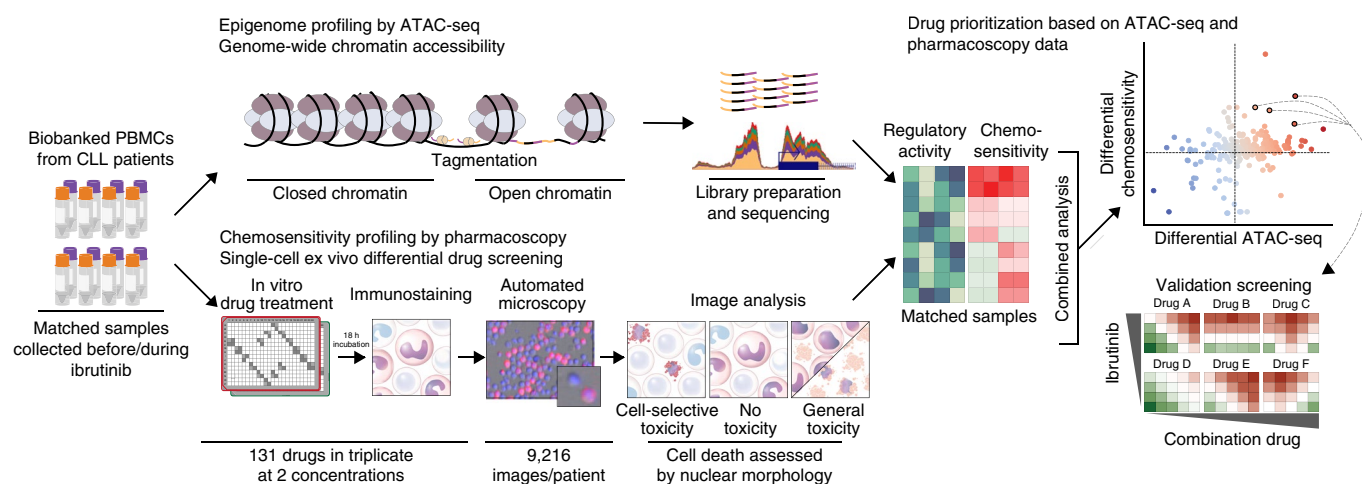 Epigenome profiling by ATAC-seq
Genome-wide chromatin accessibility
Biobanked PBMCs
from CLL patients
Matched samples
collected before/during
ibrutinib
Tagmentation
Closed chromatin
Open chromatin
Library preparation
and sequencing
Chemosensitivity profiling by pharmacoscopy
Single-cell ex vivo differential drug screening
In vitro
drug treatment
18 h
incubation
Immunostaining
Automated
microscopy
Image analysis
Cell-selective
toxicity
No
toxicity
General
toxicity
131 drugs in triplicate
at 2 concentrations
9,216
images/patient
Cell death assessed
by nuclear morphology
Regulatory
activity
Chemo-
sensitivity
Matched samples
Combined analysis
Drug prioritization based on ATAC-seq and
pharmacoscopy data
Differential
chemosensitivity
Differential ATAC-seq
Validation screening
Drug A
Drug B
Drug C
Drug D
Drug E
Drug F
Ibrutinib
Combination drug